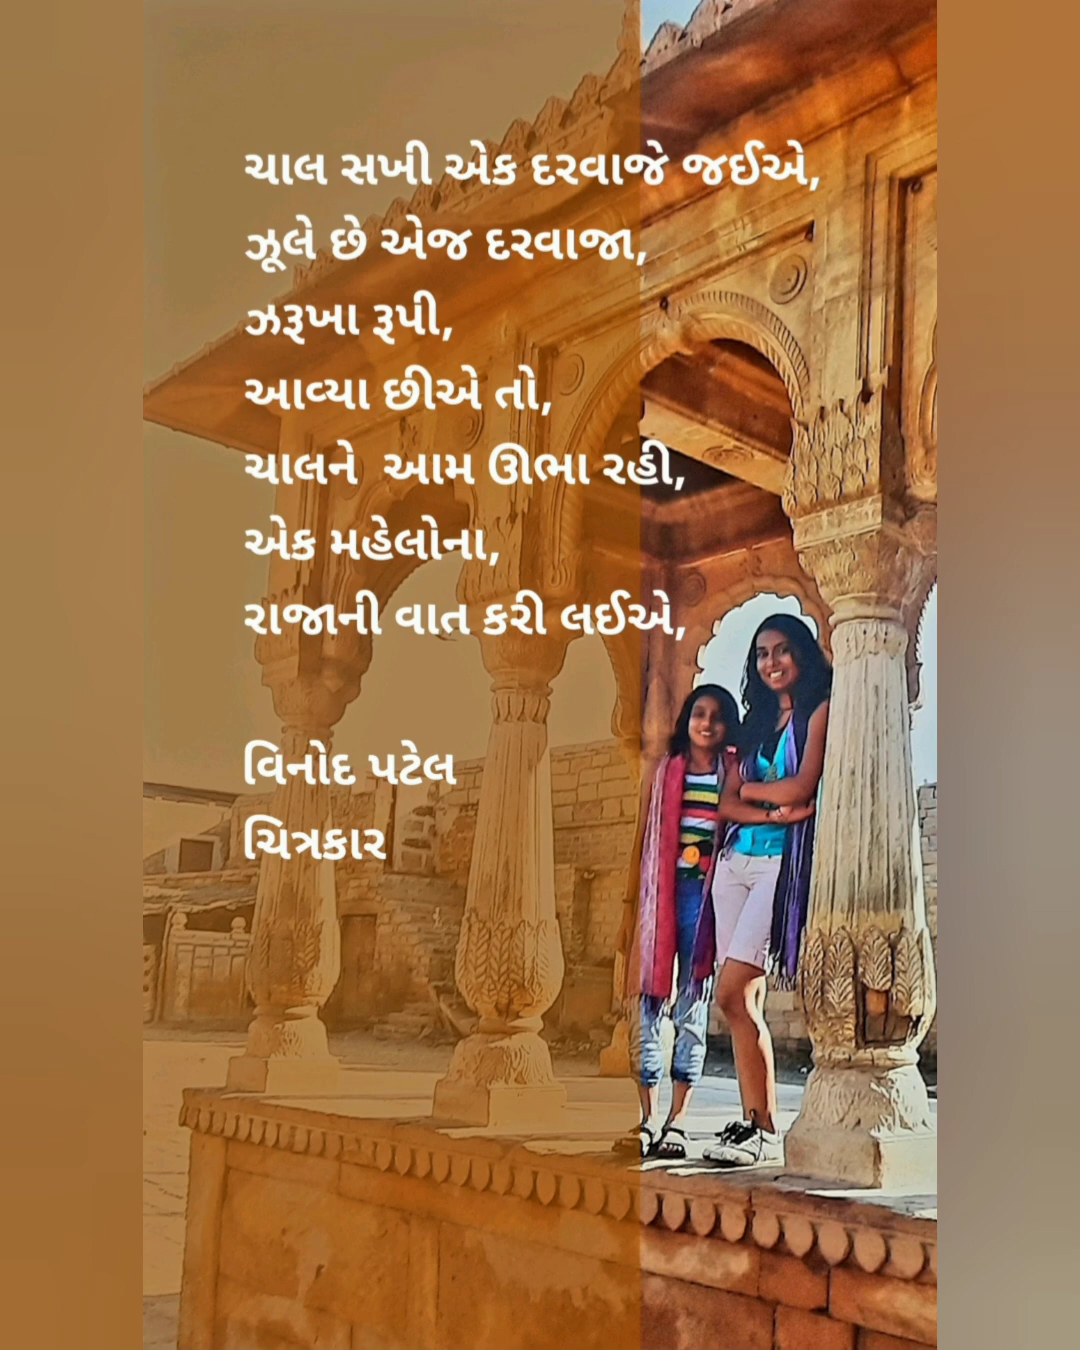 ચાલ સખી એક દરવાજે જઈએ,
ઝૂલે છે એજ દરવાજા,
ઝરૂખા રૂપી,
આવ્યા છીએ તો,
ચાલને  આમ ઊભા રહી,
એક મહેલોના,
રાજાની વાત કરી લઈએ,
વિનોદ પટેલ
ચિત્રકાર